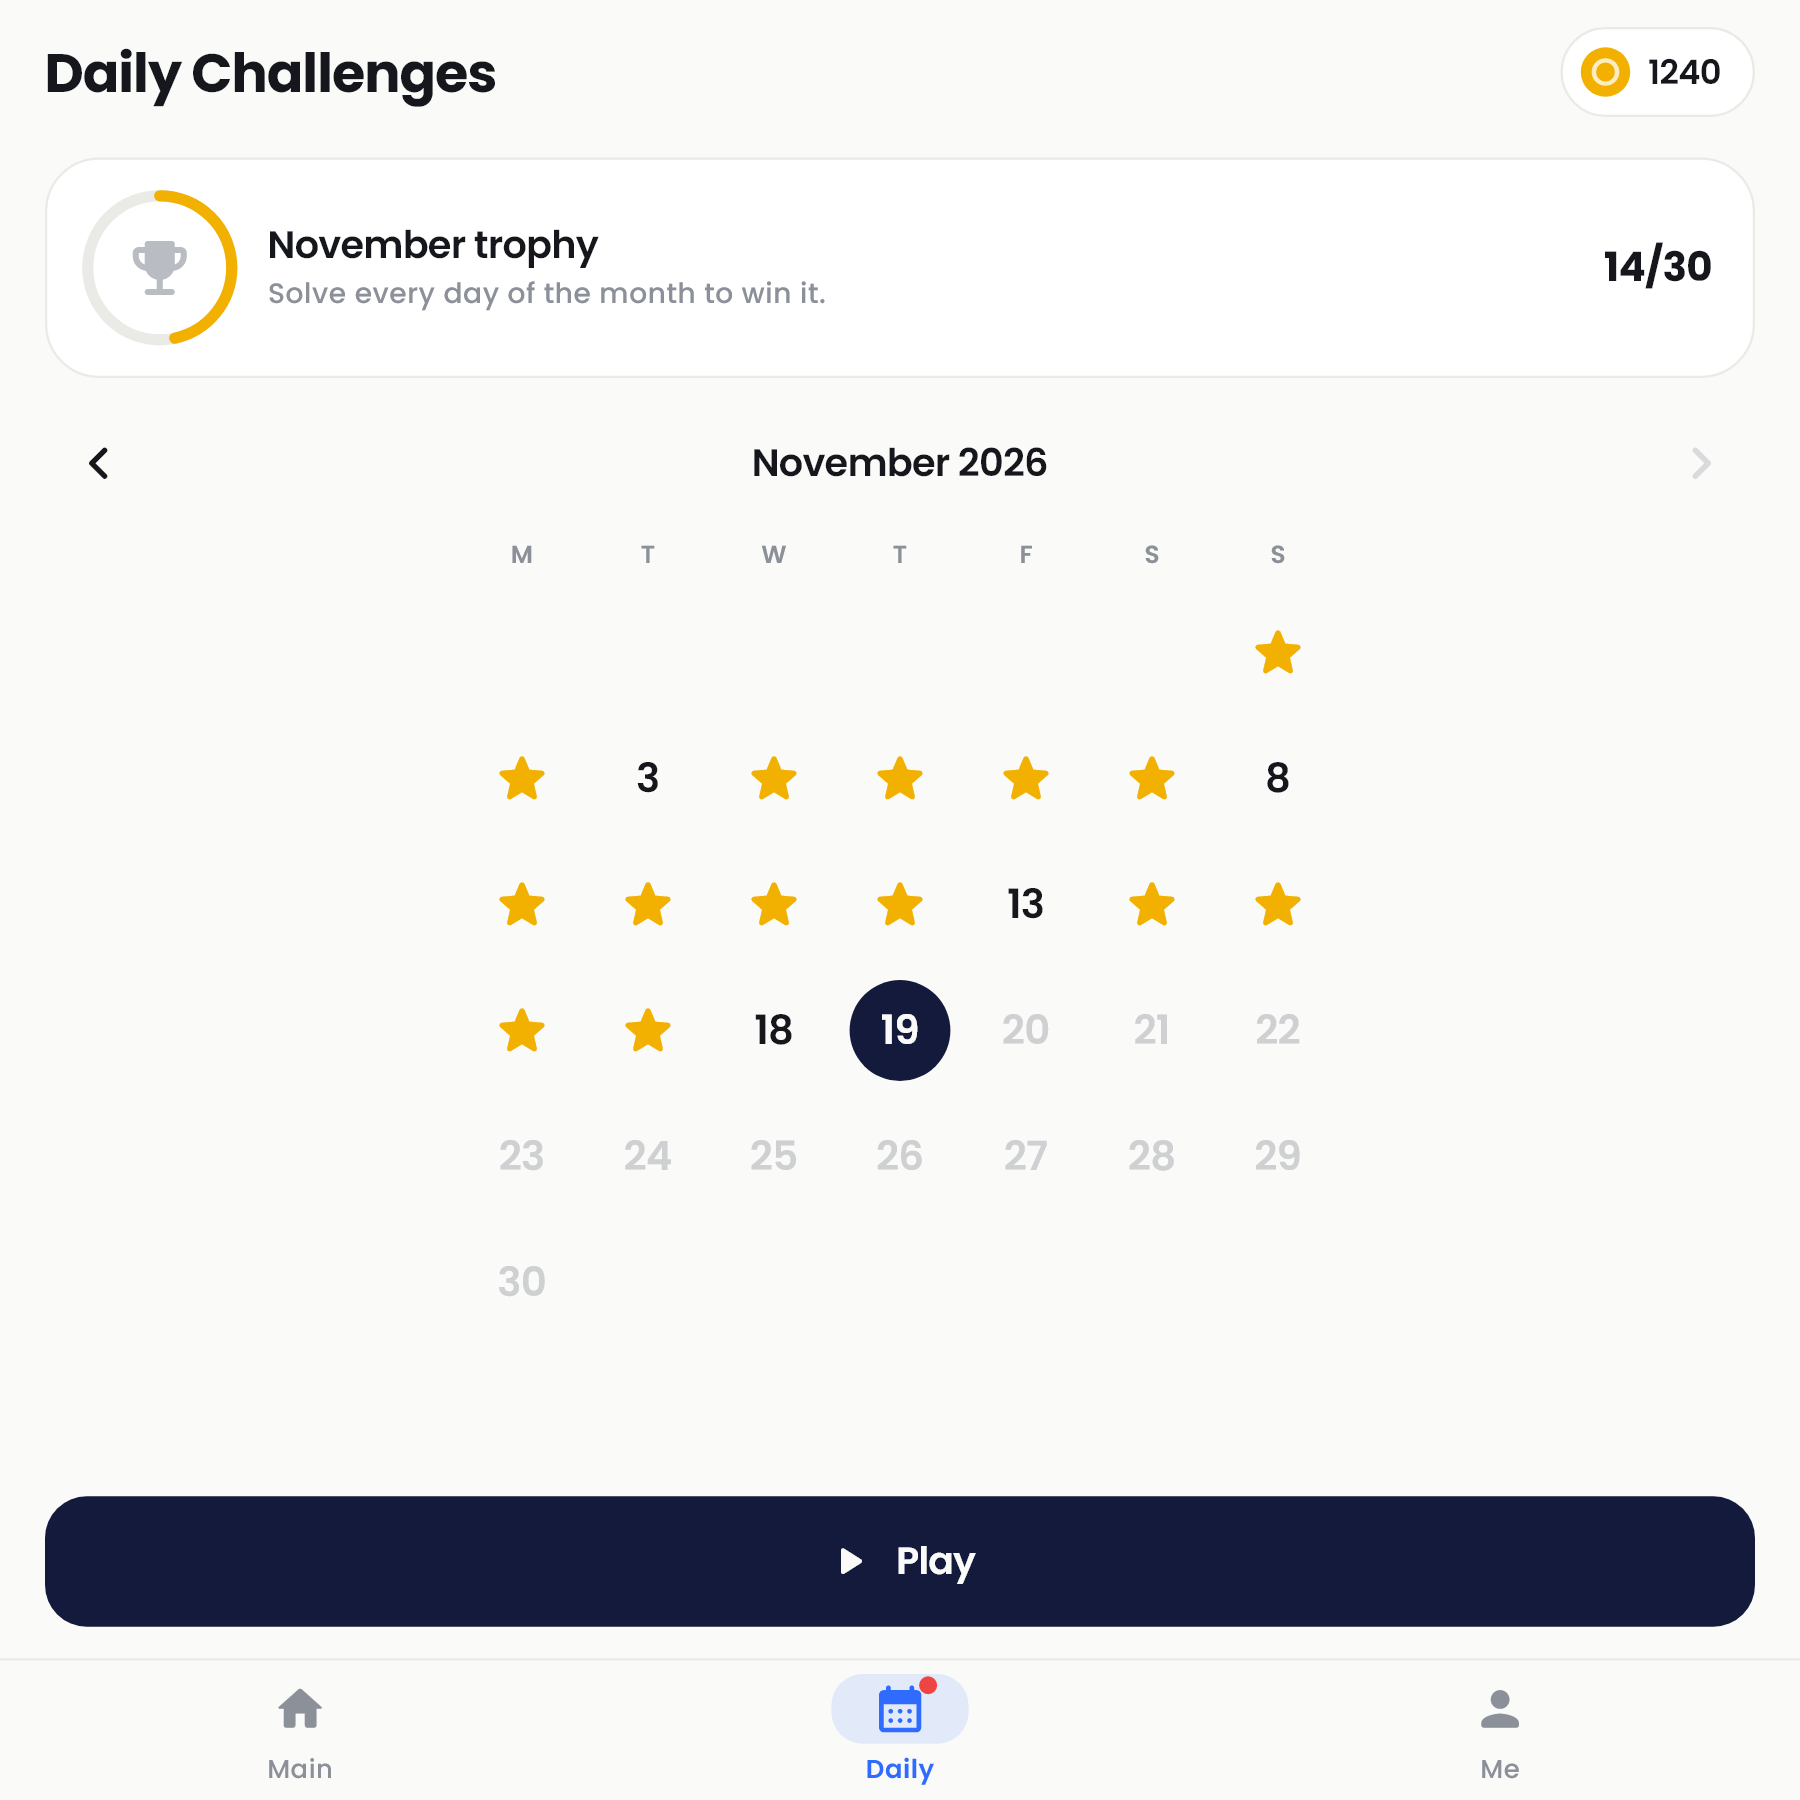 Daily Challenges
1240
November trophy
Solve every day of the month to win it.
14/30
November 2026
M T W T F S S
3 8
13
18 19 20 21 22
23 24 25 26 27 28 29
30
Play
Main Daily Me